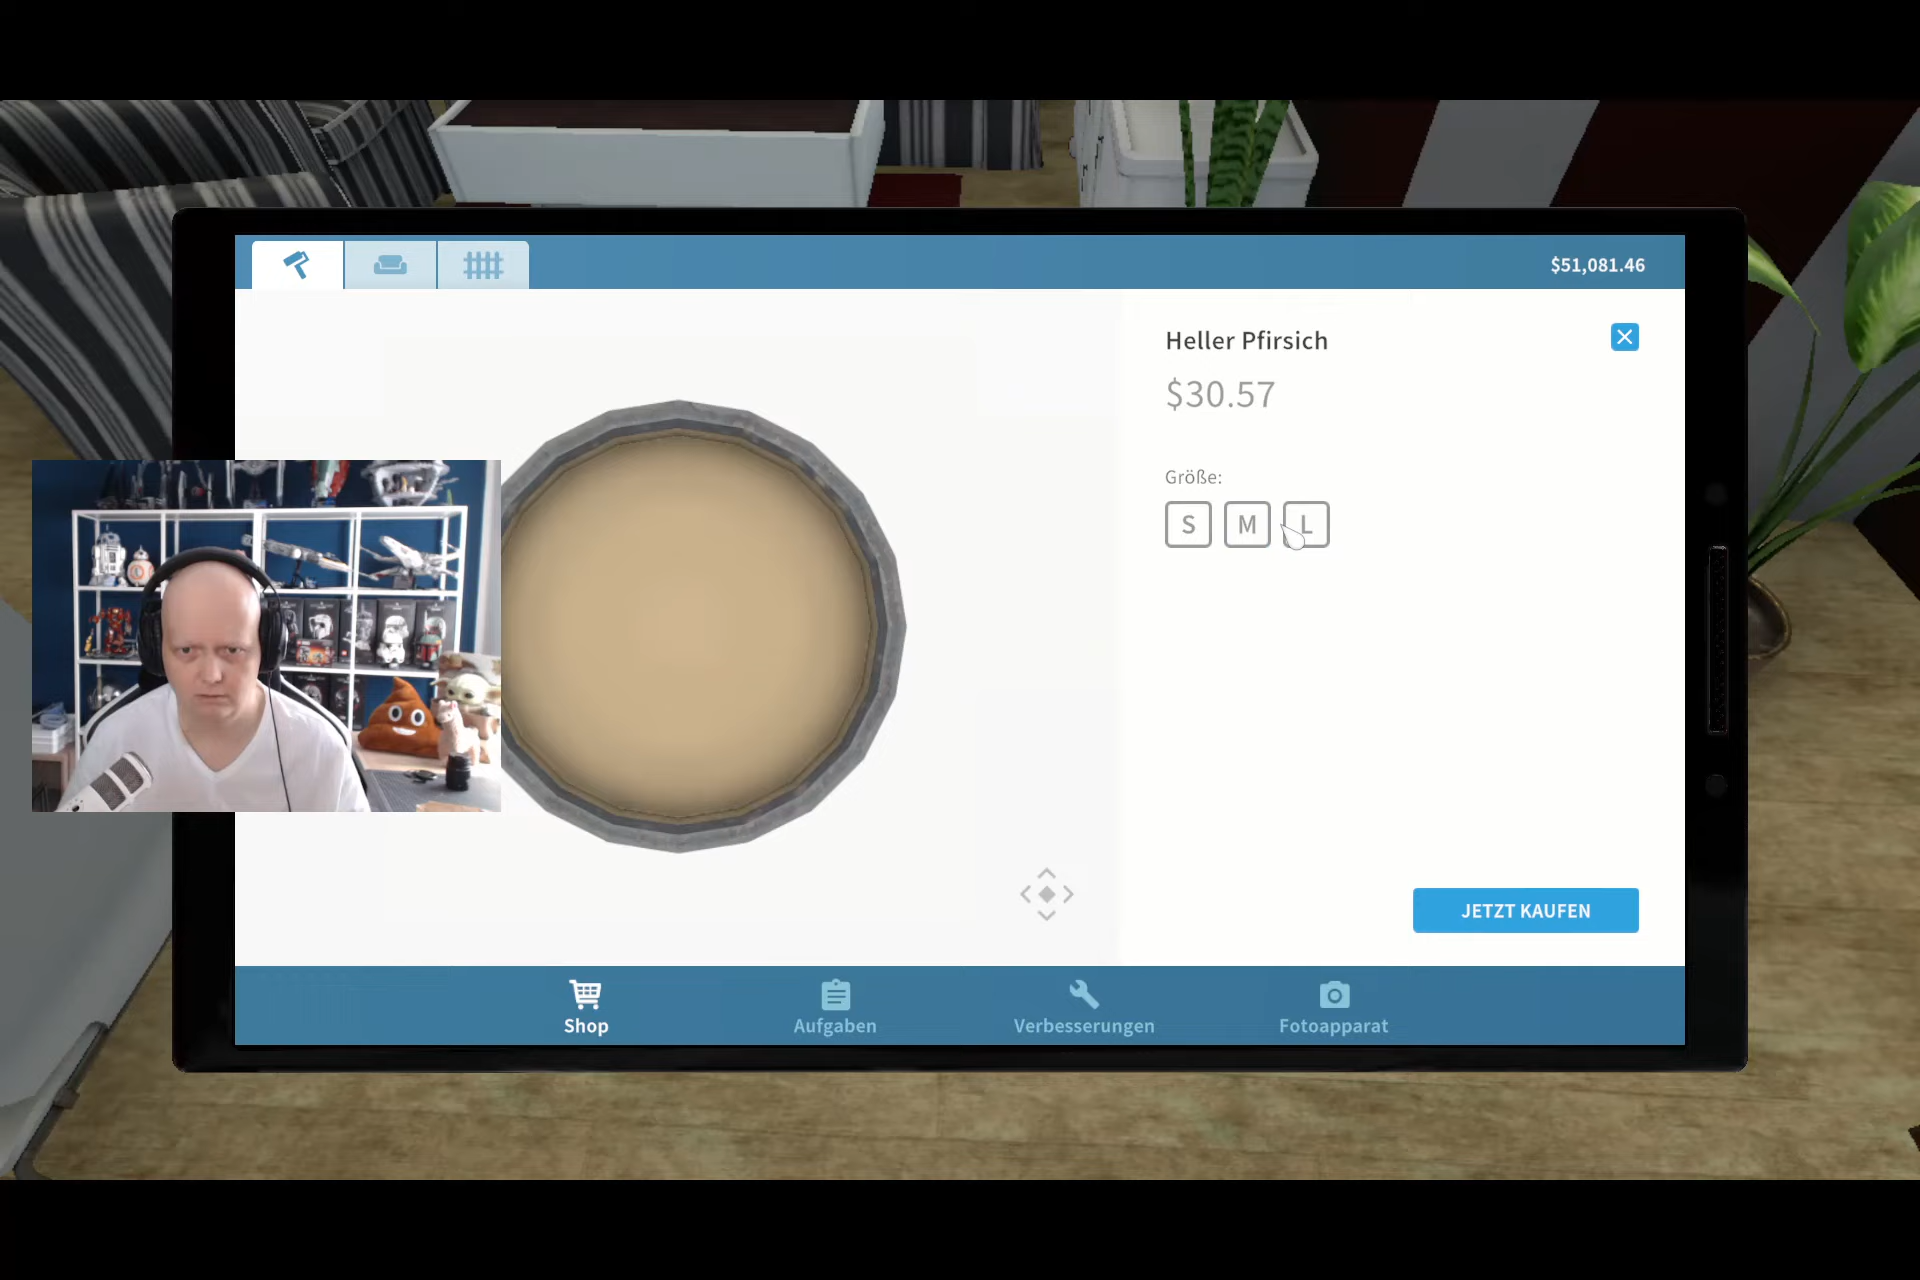 $51,081.46
Heller Pfirsich
$30.57
Größe:
S M L
JETZT KAUFEN
Shop Aufgaben Verbesserungen Fotoapparat